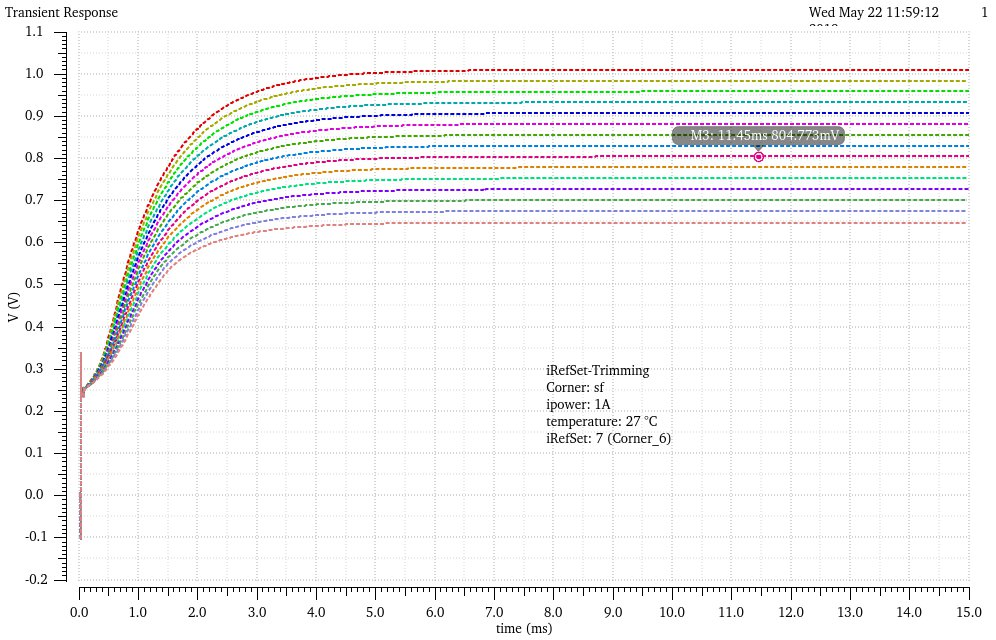 Transient Response
Wed May 22 11:59:12 1
1.1
1.0
0.9
0.8
0.7
0.6
0.5
0.4
0.3
0.2
0.1
0.0
-0.1
-0.2
V (V)
M3: 11.45ms 804.773mV
iRefSet-Trimming
Corner: sf
ipower: 1A
temperature: 27 °C
iRefSet: 7 (Corner_6)
0.0 1.0 2.0 3.0 4.0 5.0 6.0 7.0 8.0 9.0 10.0 11.0 12.0 13.0 14.0 15.0
time (ms)